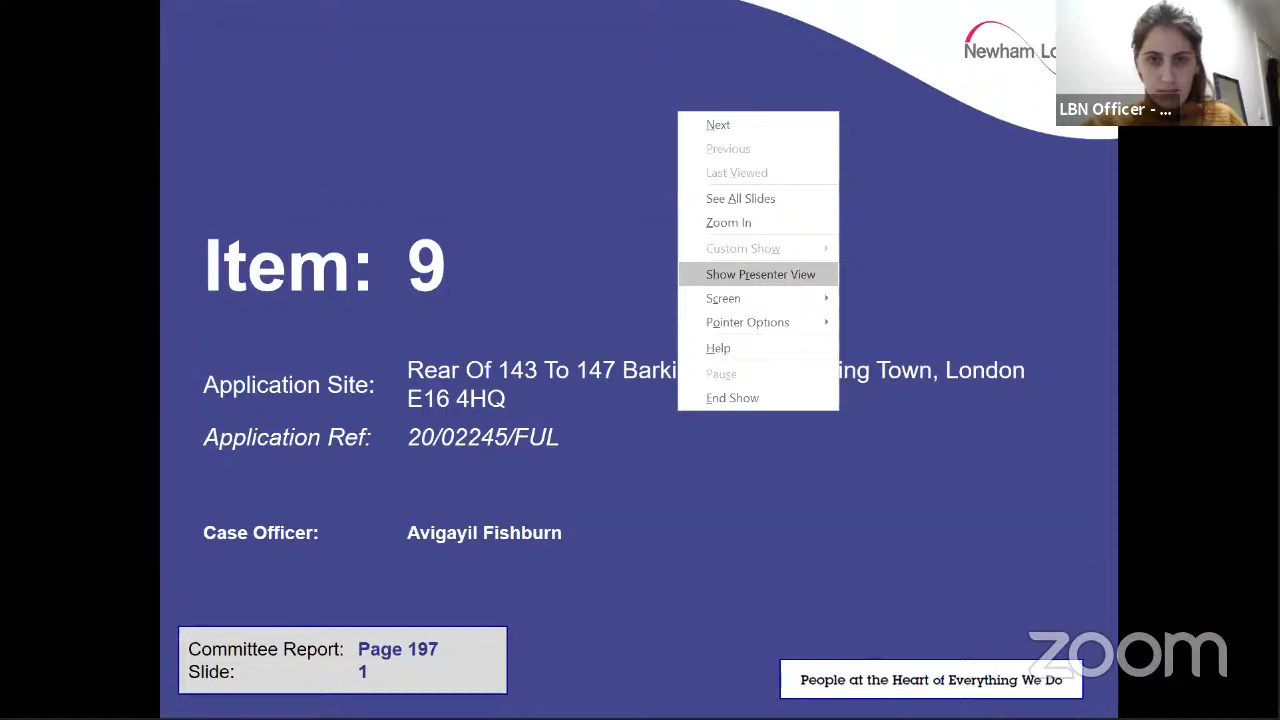 Newham Lo
LBN Officer - ...
Next
Previous
Last Viewed
See All Slides
Zoom In
Custom Show
Show Presenter View
Screen
Pointer Options
Help
Pause
End Show
Item: 9
Application Site: Rear Of 143 To 147 Barki ing Town, London
E16 4HQ
Application Ref: 20/02245/FUL
Case Officer: Avigayil Fishburn
Committee Report: Page 197
Slide: 1
People at the Heart of Everything We Do
zoom